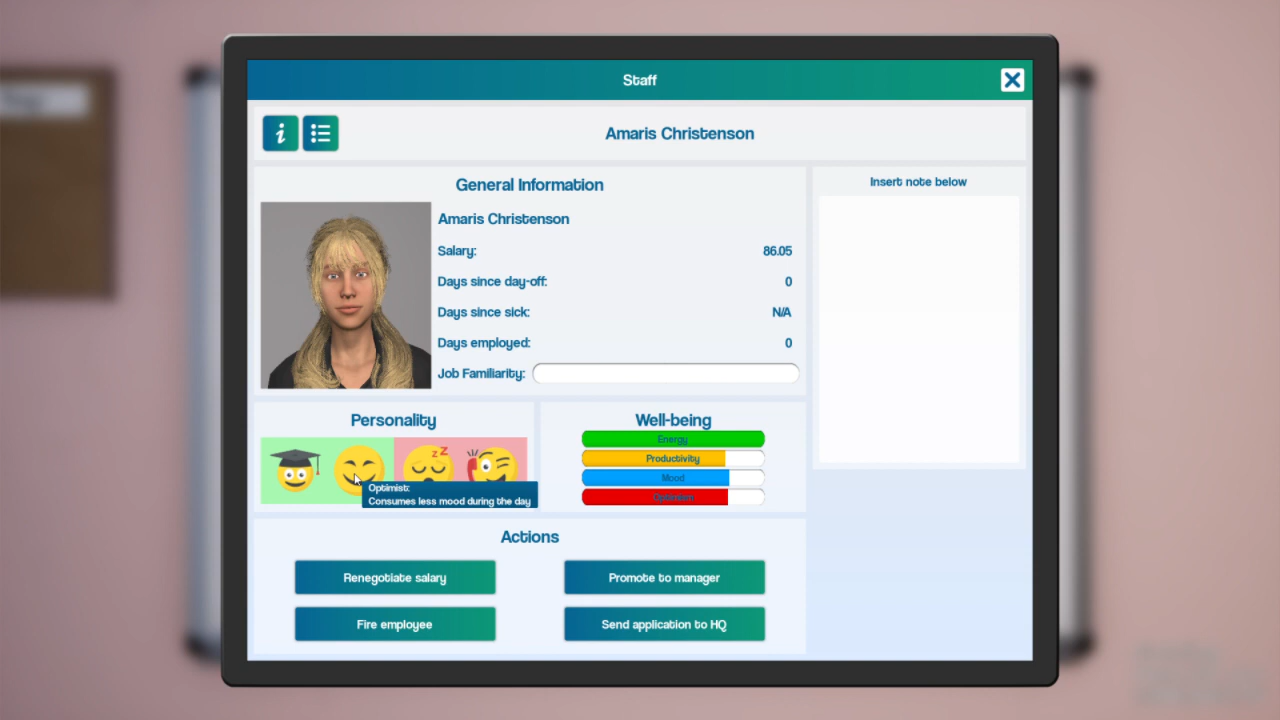 Staff
i
Amaris Christenson
General Information
Insert note below
Amaris Christenson
Salary: 86.05
Days since day-off: 0
Days since sick: N/A
Days employed: 0
Job Familiarity:
Personality
Well-being
Energy
Productivity
Mood
Optimism
Optimist:
Consumes less mood during the day
Actions
Renegotiate salary
Promote to manager
Fire employee
Send application to HQ